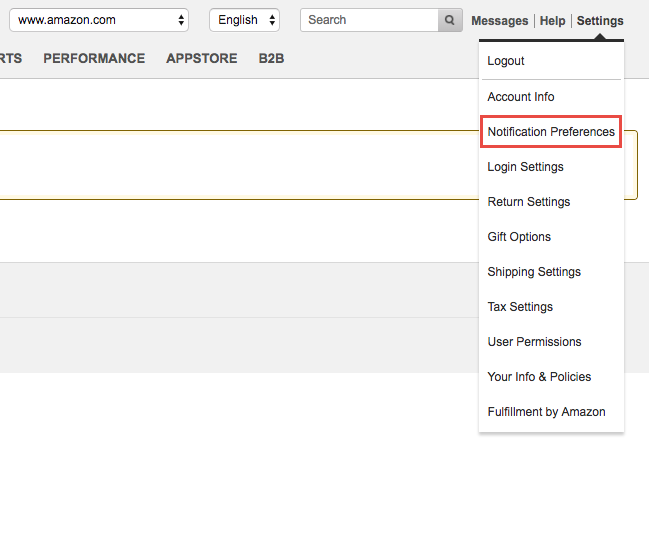 www.amazon.com English Search Messages Help Settings
RTS PERFORMANCE APPSTORE B2B
Logout
Account Info
Notification Preferences
Login Settings
Return Settings
Gift Options
Shipping Settings
Tax Settings
User Permissions
Your Info & Policies
Fulfillment by Amazon